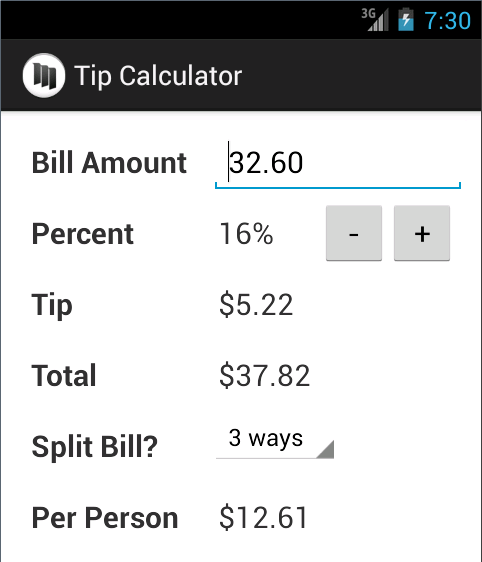 3G 7:30
Tip Calculator
Bill Amount 32.60
Percent 16% - +
Tip $5.22
Total $37.82
Split Bill? 3 ways
Per Person $12.61